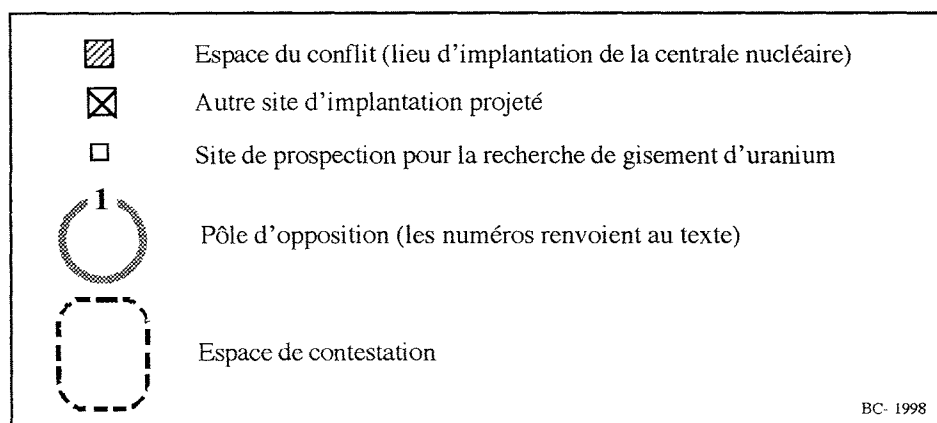 Espace du conflit (lieu d'implantation de la centrale nucléaire)
Autre site d'implantation projeté
Site de prospection pour la recherche de gisement d'uranium
1
Pôle d'opposition (les numéros renvoient au texte)
Espace de contestation
BC- 1998